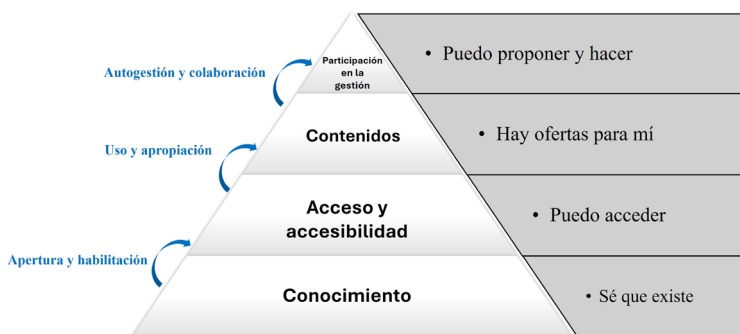 Autogestión y colaboración
Participación
en la
gestión
• Puedo proponer y hacer
Uso y apropiación
Contenidos
• Hay ofertas para mí
Acceso y
accesibilidad
• Puedo acceder
Apertura y habilitación
Conocimiento
• Sé que existe